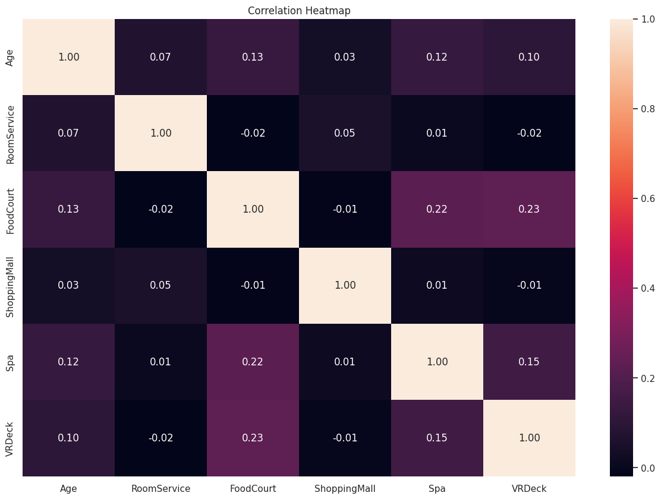 Correlation Heatmap
Age 1.00 0.07 0.13 0.03 0.12 0.10
RoomService 0.07 1.00 -0.02 0.05 0.01 -0.02
FoodCourt 0.13 -0.02 1.00 -0.01 0.22 0.23
ShoppingMall 0.03 0.05 -0.01 1.00 0.01 -0.01
Spa 0.12 0.01 0.22 0.01 1.00 0.15
VRDeck 0.10 -0.02 0.23 -0.01 0.15 1.00
Age RoomService FoodCourt ShoppingMall Spa VRDeck
1.0
0.8
0.6
0.4
0.2
0.0